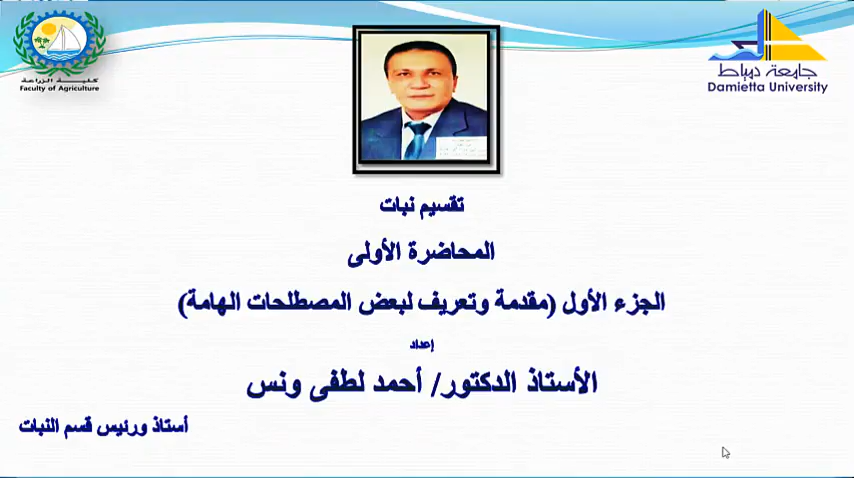 كلية الزراعة
Faculty of Agriculture
جامعة دمياط
Damietta University
تقسيم نبات
المحاضرة الأولى
الجزء الأول (مقدمة وتعريف لبعض المصطلحات الهامة)
إعداد
الأستاذ الدكتور/ أحمد لطفى ونس
أستاذ ورئيس قسم النبات